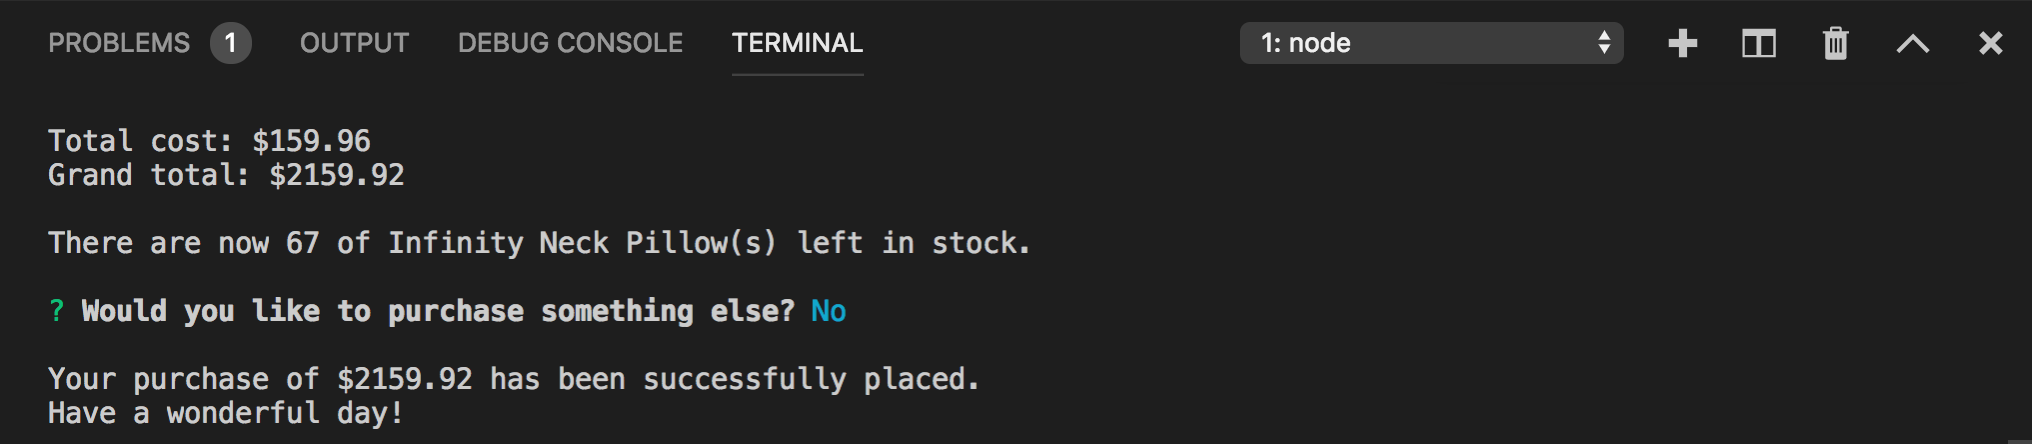 PROBLEMS 1 OUTPUT DEBUG CONSOLE TERMINAL 1: node
Total cost: $159.96
Grand total: $2159.92
There are now 67 of Infinity Neck Pillow(s) left in stock.
? Would you like to purchase something else? No
Your purchase of $2159.92 has been successfully placed.
Have a wonderful day!